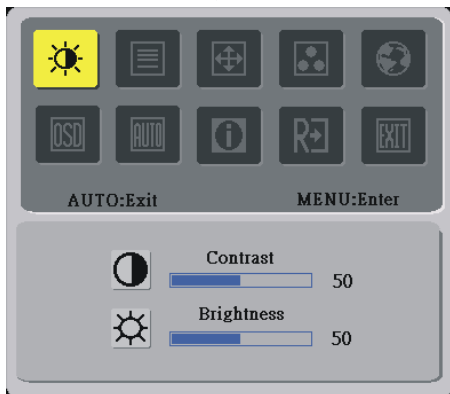 OSD AUTO i R EXIT
AUTO:Exit MENU:Enter
Contrast
50
Brightness
50